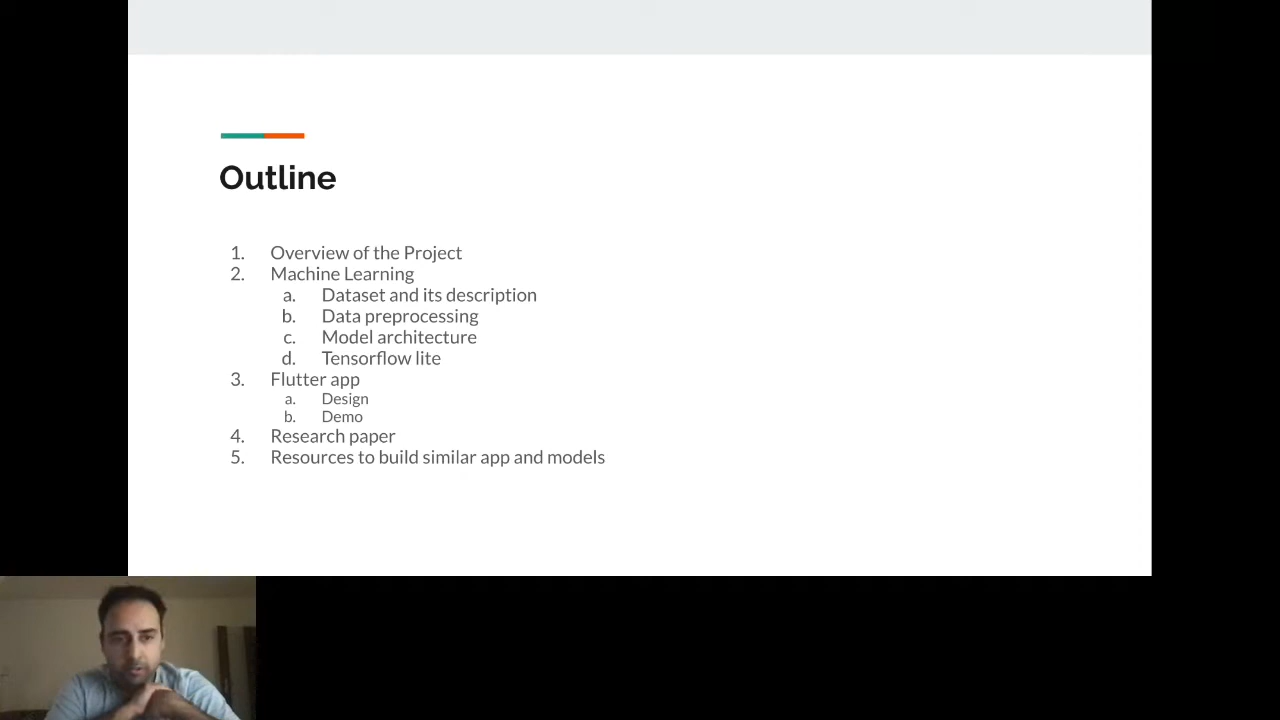 Outline
1. Overview of the Project
2. Machine Learning
a. Dataset and its description
b. Data preprocessing
c. Model architecture
d. Tensorflow lite
3. Flutter app
a. Design
b. Demo
4. Research paper
5. Resources to build similar app and models